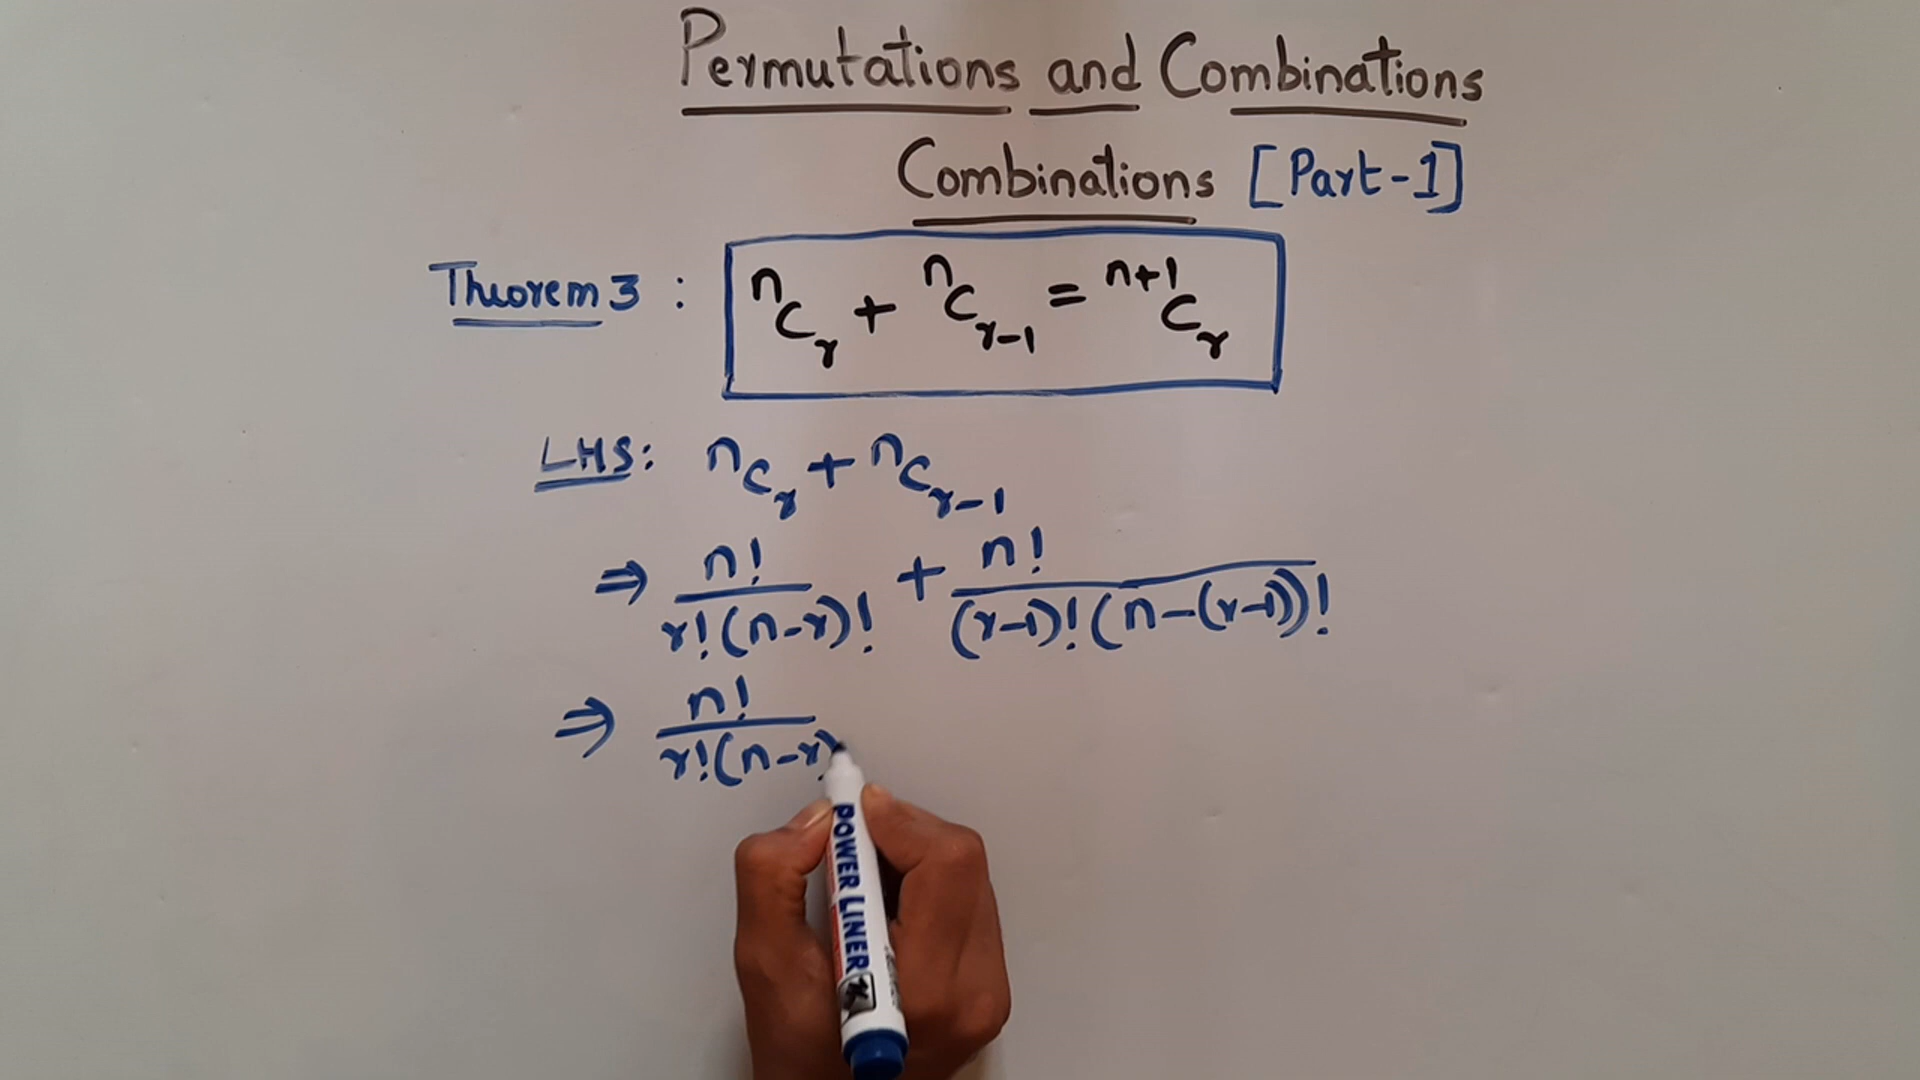 Permutations and Combinations
Combinations [Part-1]
Theorem 3 : ⁿCᵣ + ⁿCᵣ₋₁ = ⁿ⁺¹Cᵣ
LHS: ⁿCᵣ + ⁿCᵣ₋₁
⇒ n!/r!(n-r)! + n!/(r-1)!(n-(r-1))!
⇒ n!/r!(n-r)
POWER LINER